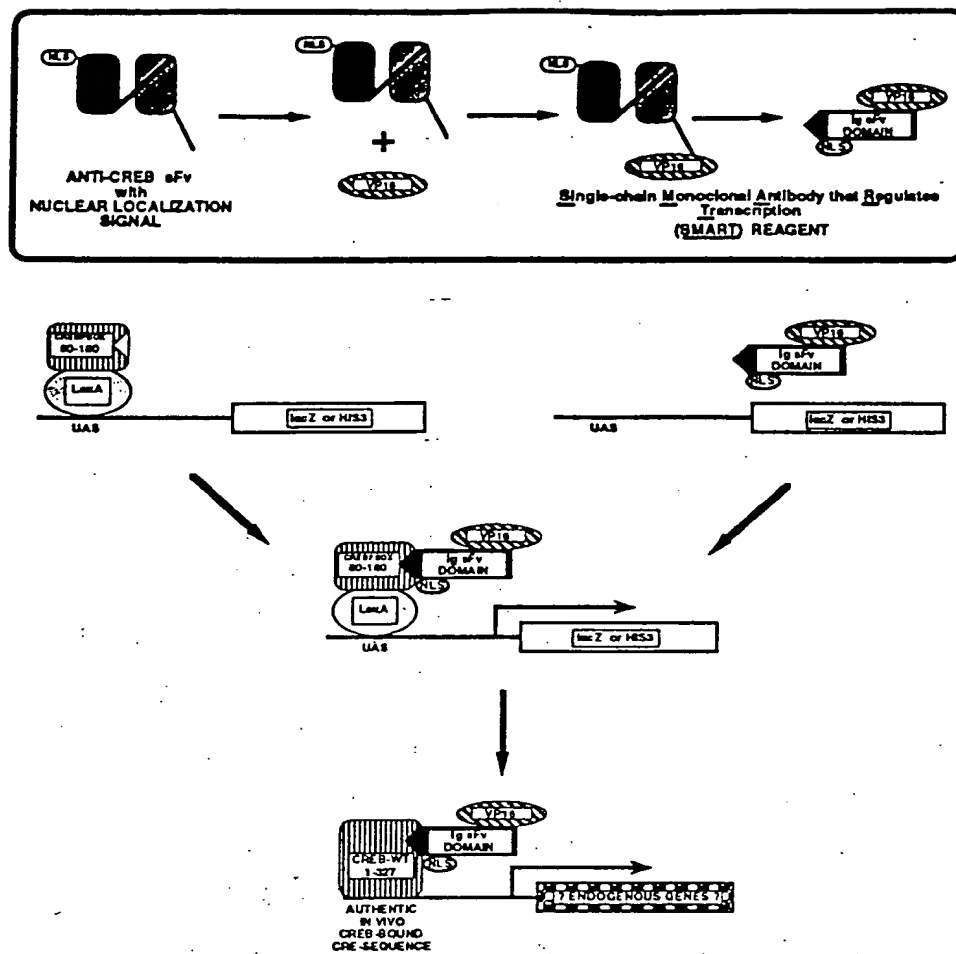 NLS
NLS
NLS
VP16
Ig sFv
DOMAIN
NLS
+
VP16
VP16
ANTI-CREB sFv
with
NUCLEAR LOCALIZATION
SIGNAL
Single-chain Monoclonal Antibody that Regulates
Transcription
(SMART) REAGENT
80-180
LexA
UAS
lacZ or HIS3
VP16
Ig sFv
DOMAIN
NLS
UAS
lacZ or HIS3
80-180
LexA
VP16
Ig sFv
DOMAIN
NLS
UAS
lacZ or HIS3
VP16
Ig sFv
DOMAIN
NLS
CREB-WT
1-327
AUTHENTIC
IN VIVO
CREB-BOUND
CRE-SEQUENCE
? ENDOGENOUS GENES ?